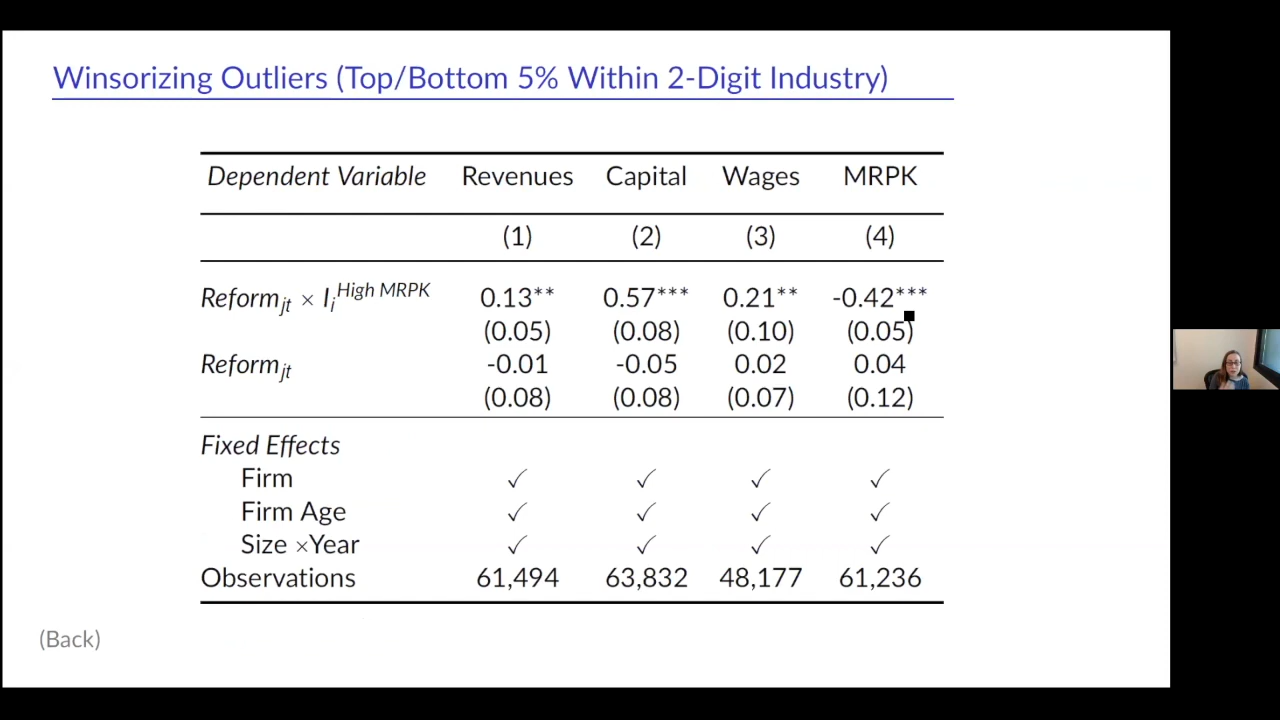 Winsorizing Outliers (Top/Bottom 5% Within 2-Digit Industry)
Dependent Variable Revenues Capital Wages MRPK
(1) (2) (3) (4)
Reform_jt × I_i^High MRPK 0.13** 0.57*** 0.21** -0.42***
(0.05) (0.08) (0.10) (0.05)
Reform_jt -0.01 -0.05 0.02 0.04
(0.08) (0.08) (0.07) (0.12)
Fixed Effects
Firm ✓ ✓ ✓ ✓
Firm Age ✓ ✓ ✓ ✓
Size ×Year ✓ ✓ ✓ ✓
Observations 61,494 63,832 48,177 61,236
(Back)